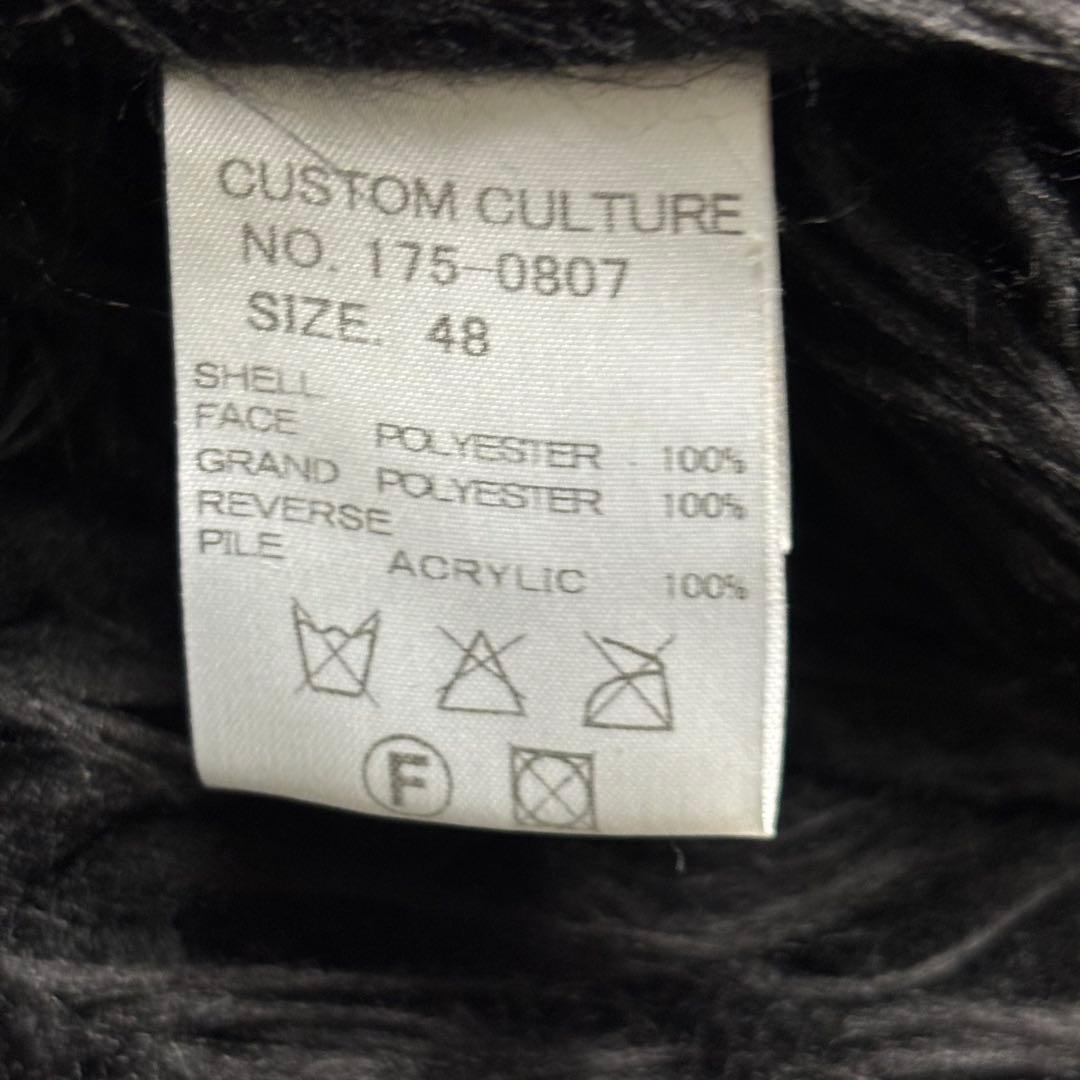 CUSTOM CULTURE
NO. 175-0807
SIZE. 48
SHELL
FACE POLYESTER 100%
GRAND POLYESTER 100%
REVERSE
PILE ACRYLIC 100%
F